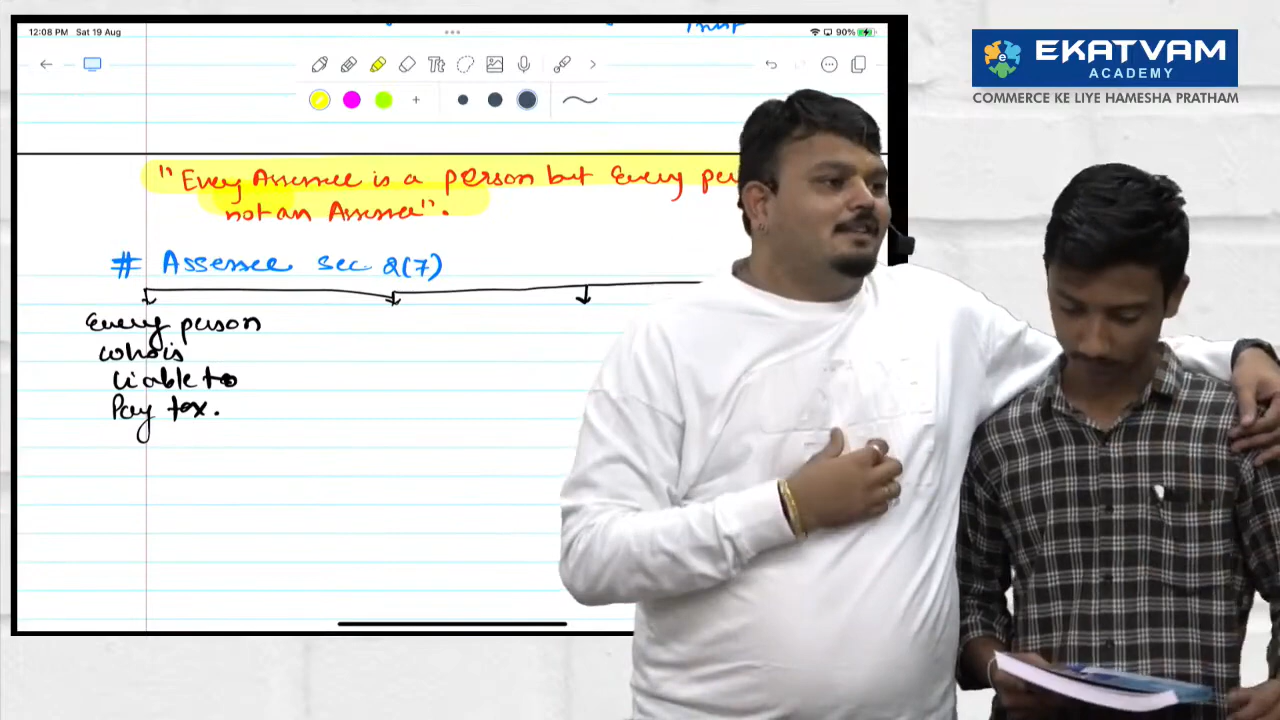 12:08 PM Sat 19 Aug
90%
EKATVAM
ACADEMY
COMMERCE KE LIYE HAMESHA PRATHAM
Tt
"Every Assessee is a person but Every
not an Assessee".
# Assessee sec 2(7)
Every person
who is
liable to
Pay tax.